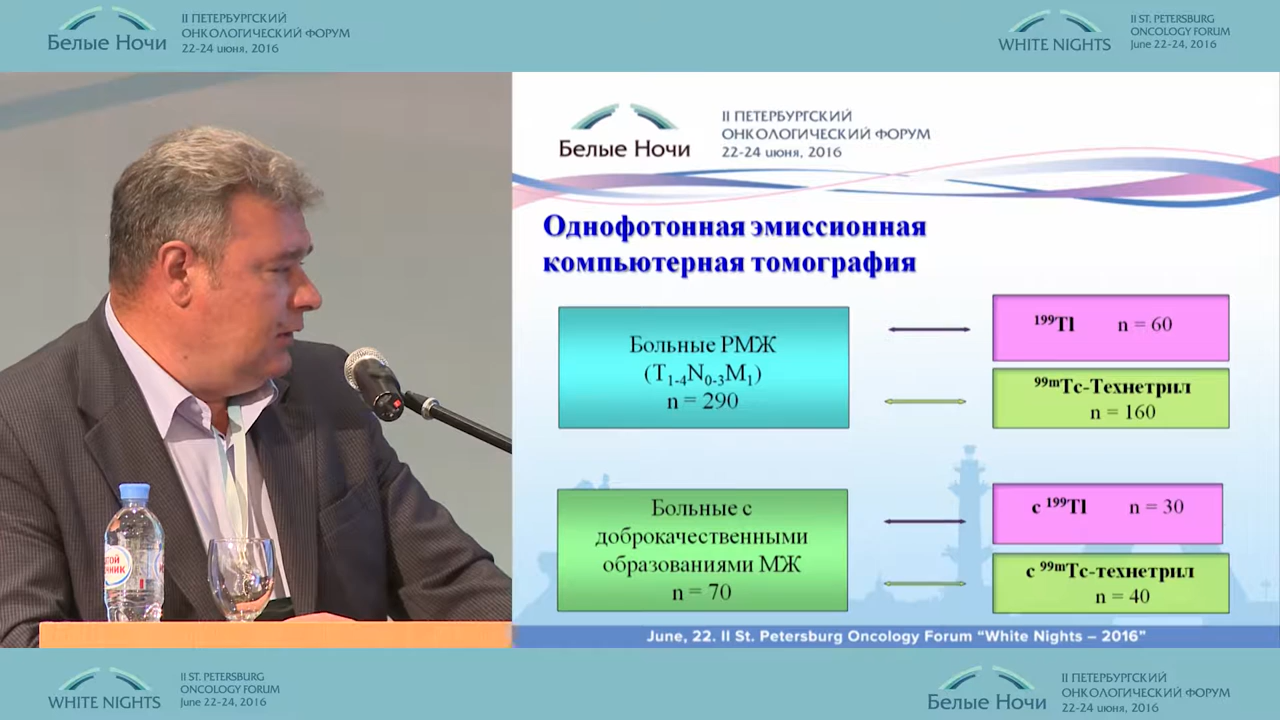 II ПЕТЕРБУРГСКИЙ
ОНКОЛОГИЧЕСКИЙ ФОРУМ
22-24 июня, 2016
Белые Ночи
II ST. PETERSBURG
ONCOLOGY FORUM
June 22-24, 2016
WHITE NIGHTS
II ПЕТЕРБУРГСКИЙ
ОНКОЛОГИЧЕСКИЙ ФОРУМ
22-24 июня, 2016
Белые Ночи
Однофотонная эмиссионная
компьютерная томография
Больные РМЖ
(T1-4N0-3M1)
n = 290
199Tl n = 60
99mTc-Технетрил
n = 160
Больные с
доброкачественными
образованиями МЖ
n = 70
с 199Tl n = 30
с 99mTc-технетрил
n = 40
June, 22. II St. Petersburg Oncology Forum “White Nights – 2016”
II ST. PETERSBURG
ONCOLOGY FORUM
June 22-24, 2016
WHITE NIGHTS
II ПЕТЕРБУРГСКИЙ
ОНКОЛОГИЧЕСКИЙ ФОРУМ
22-24 июня, 2016
Белые Ночи